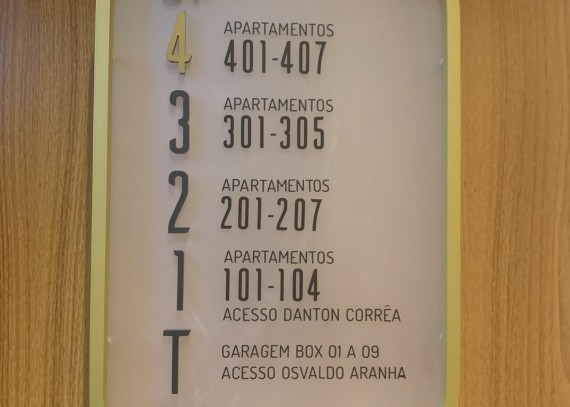 4 APARTAMENTOS
401-407
3 APARTAMENTOS
301-305
2 APARTAMENTOS
201-207
1 APARTAMENTOS
101-104
ACESSO DANTON CORRÊA
T GARAGEM BOX 01 A 09
ACESSO OSVALDO ARANHA